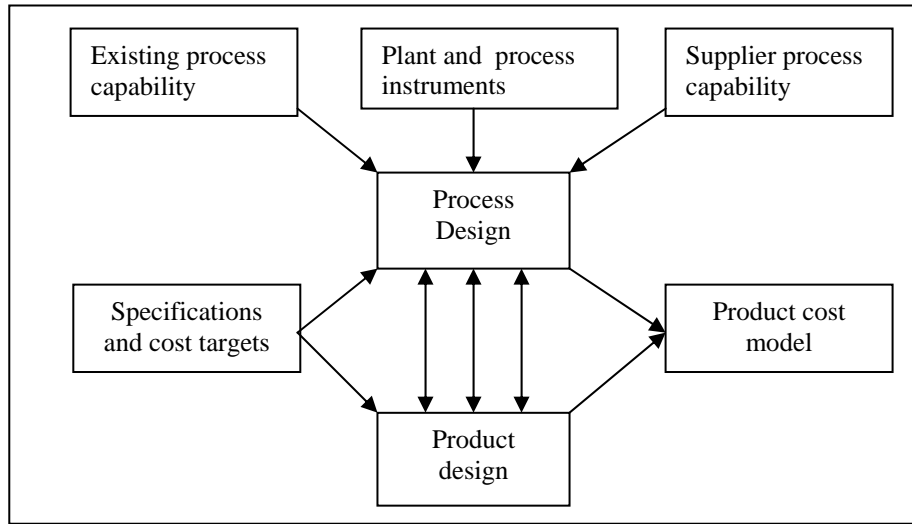 Existing process
capability
Plant and  process
instruments
Supplier process
capability
Process
Design
Specifications
and cost targets
Product cost
model
Product
design